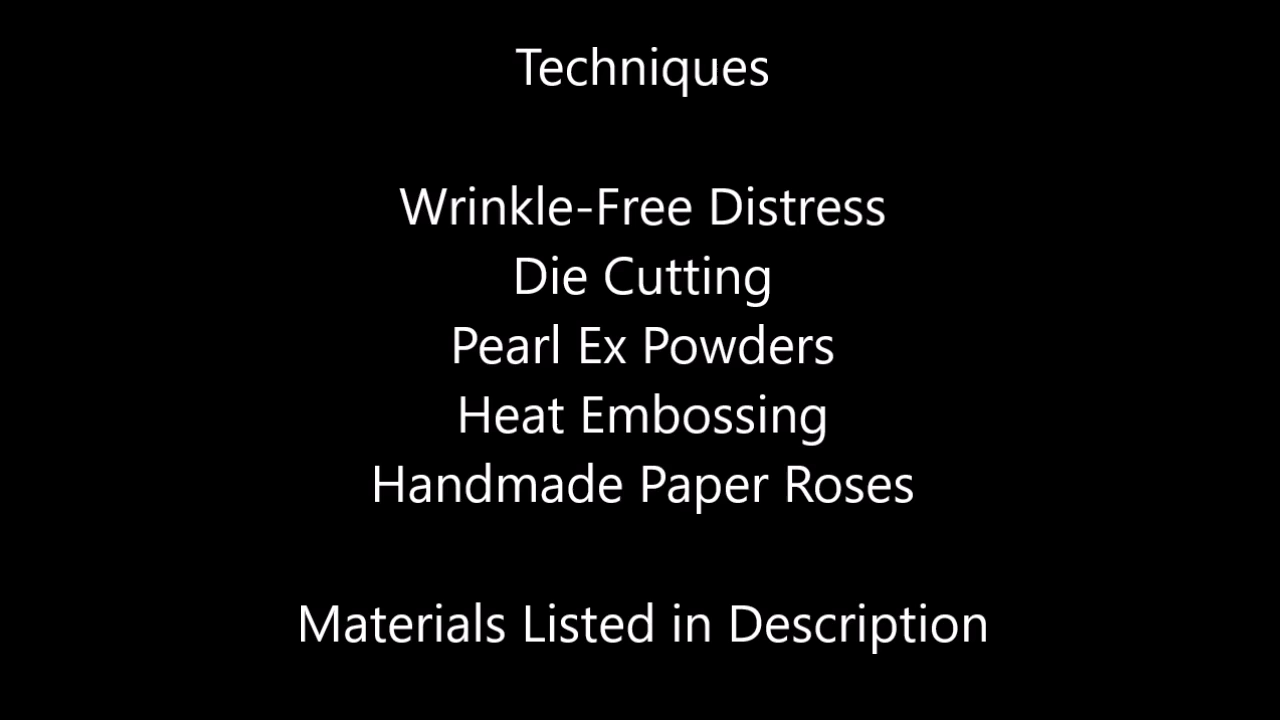 Techniques
Wrinkle-Free Distress
Die Cutting
Pearl Ex Powders
Heat Embossing
Handmade Paper Roses
Materials Listed in Description